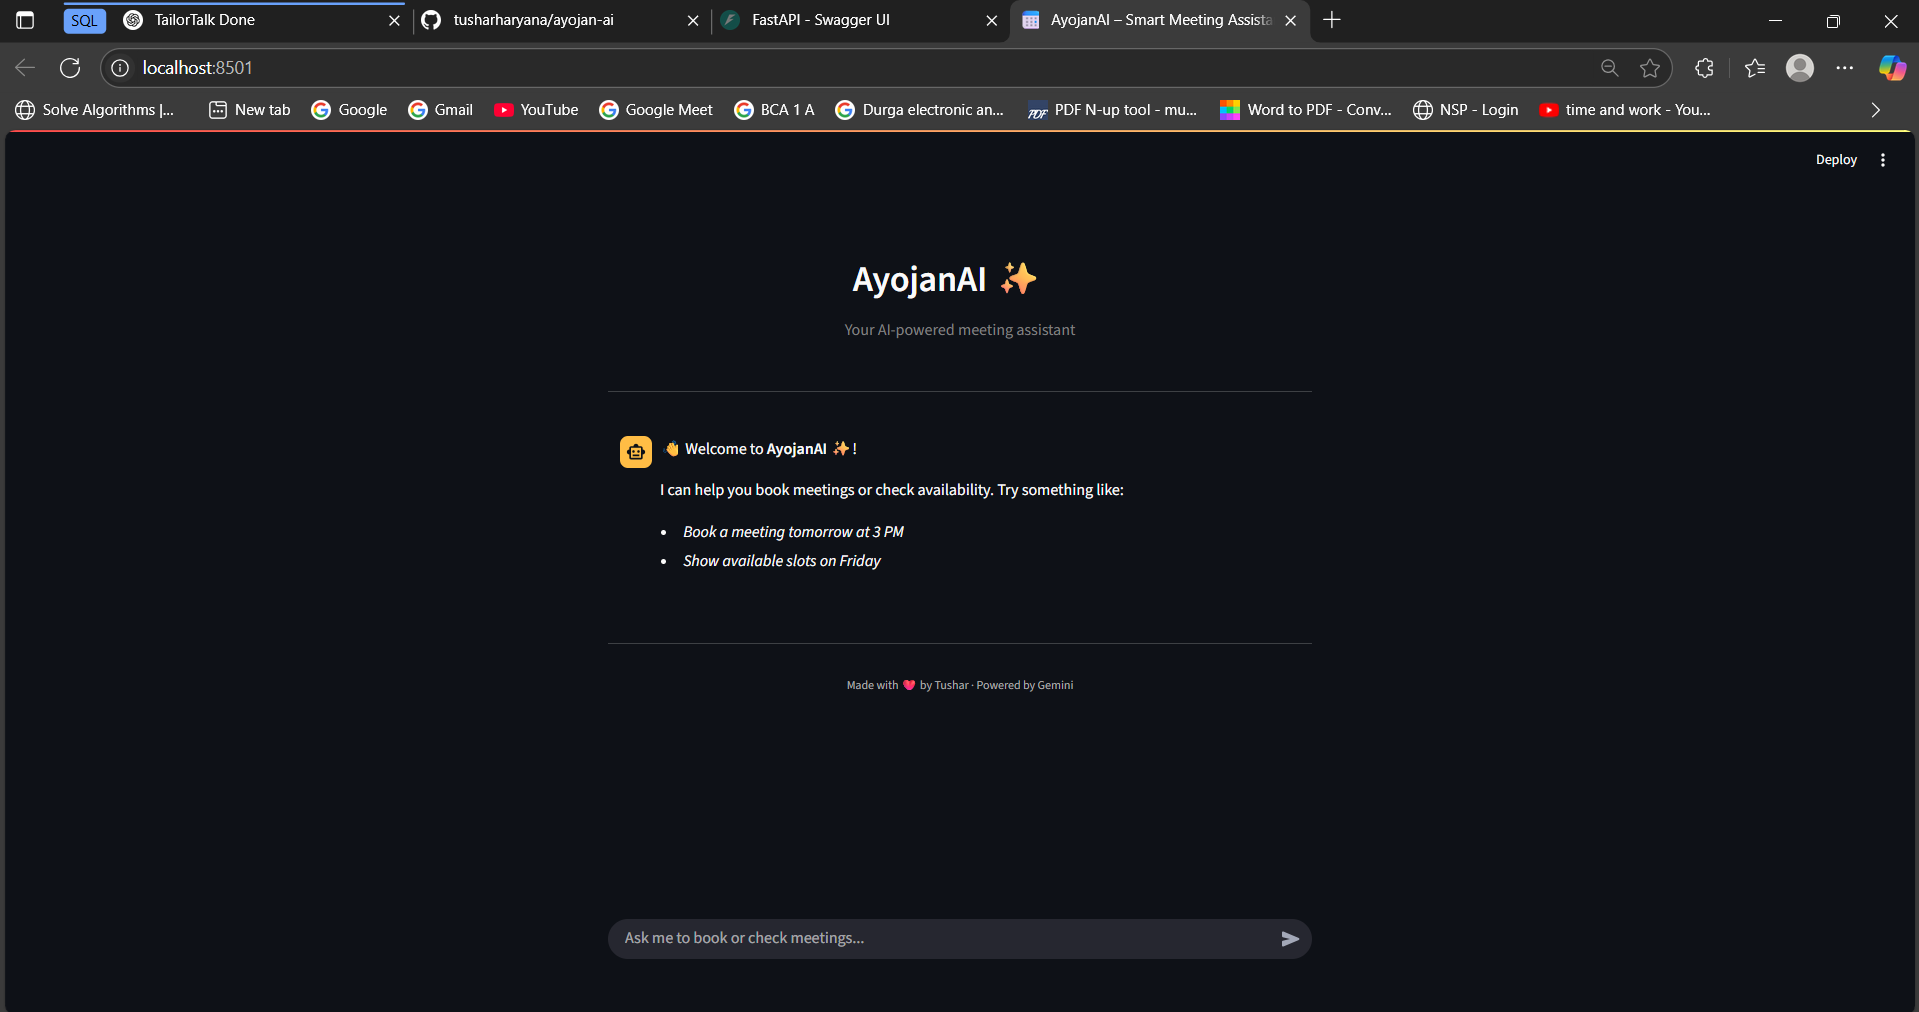 SQL
TailorTalk Done
tusharharyana/ayojan-ai
FastAPI - Swagger UI
AyojanAI – Smart Meeting Assista
localhost:8501
Solve Algorithms |...
New tab
Google
Gmail
YouTube
Google Meet
BCA 1 A
Durga electronic an...
PDF
PDF N-up tool - mu...
Word to PDF - Conv...
NSP - Login
time and work - You...
Deploy
AyojanAI ✨
Your AI-powered meeting assistant
👋 Welcome to AyojanAI ✨ !
I can help you book meetings or check availability. Try something like:
• Book a meeting tomorrow at 3 PM
• Show available slots on Friday
Made with ❤️ by Tushar · Powered by Gemini
Ask me to book or check meetings...